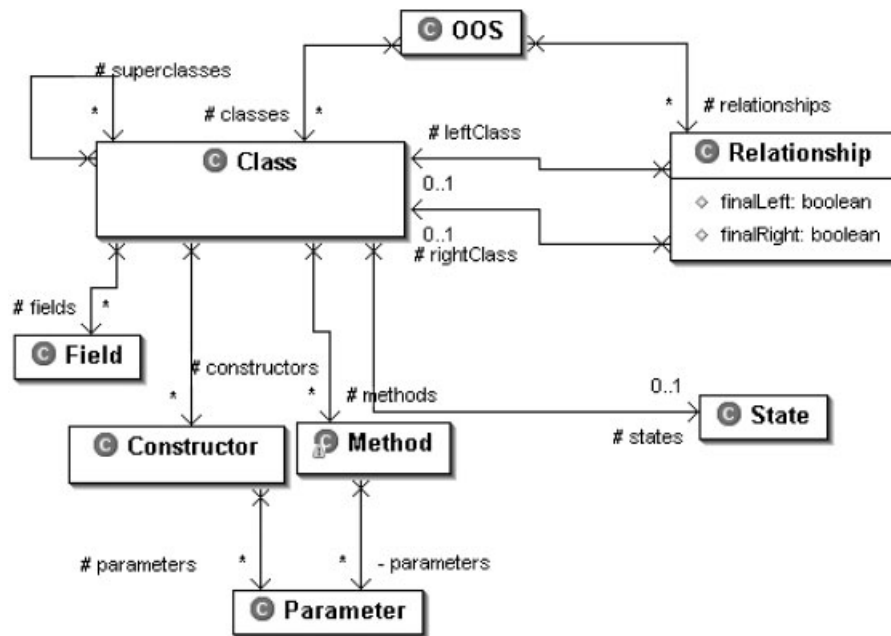 C OOS
# superclasses
*
# classes
*
*
# relationships
# leftClass
C Class
C Relationship
0..1
finalLeft: boolean
0..1
finalRight: boolean
# rightClass
# fields
*
C Field
# constructors
*
*
# methods
0..1
C State
# states
C Constructor
C Method
# parameters
*
*
- parameters
C Parameter